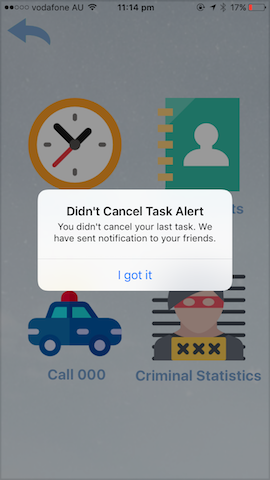 vodafone AU 11:14 pm 17%
Didn't Cancel Task Alert
You didn't cancel your last task. We
have sent notification to your friends.
ts
I got it
XXX
Call 000 Criminal Statistics